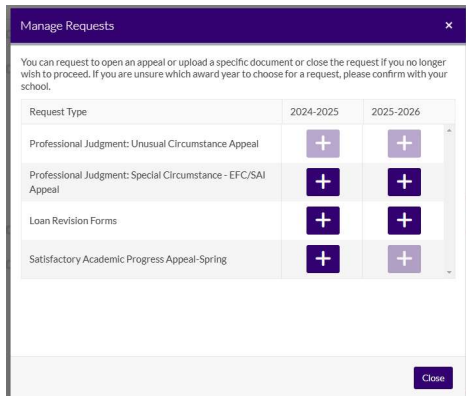 Manage Requests ×
You can request to open an appeal or upload a specific document or close the request if you no longer
wish to proceed. If you are unsure which award year to choose for a request, please confirm with your
school.
Request Type 2024-2025 2025-2026
Professional Judgment: Unusual Circumstance Appeal + +
Professional Judgment: Special Circumstance - EFC/SAI + +
Appeal
Loan Revision Forms + +
Satisfactory Academic Progress Appeal-Spring + +
Close